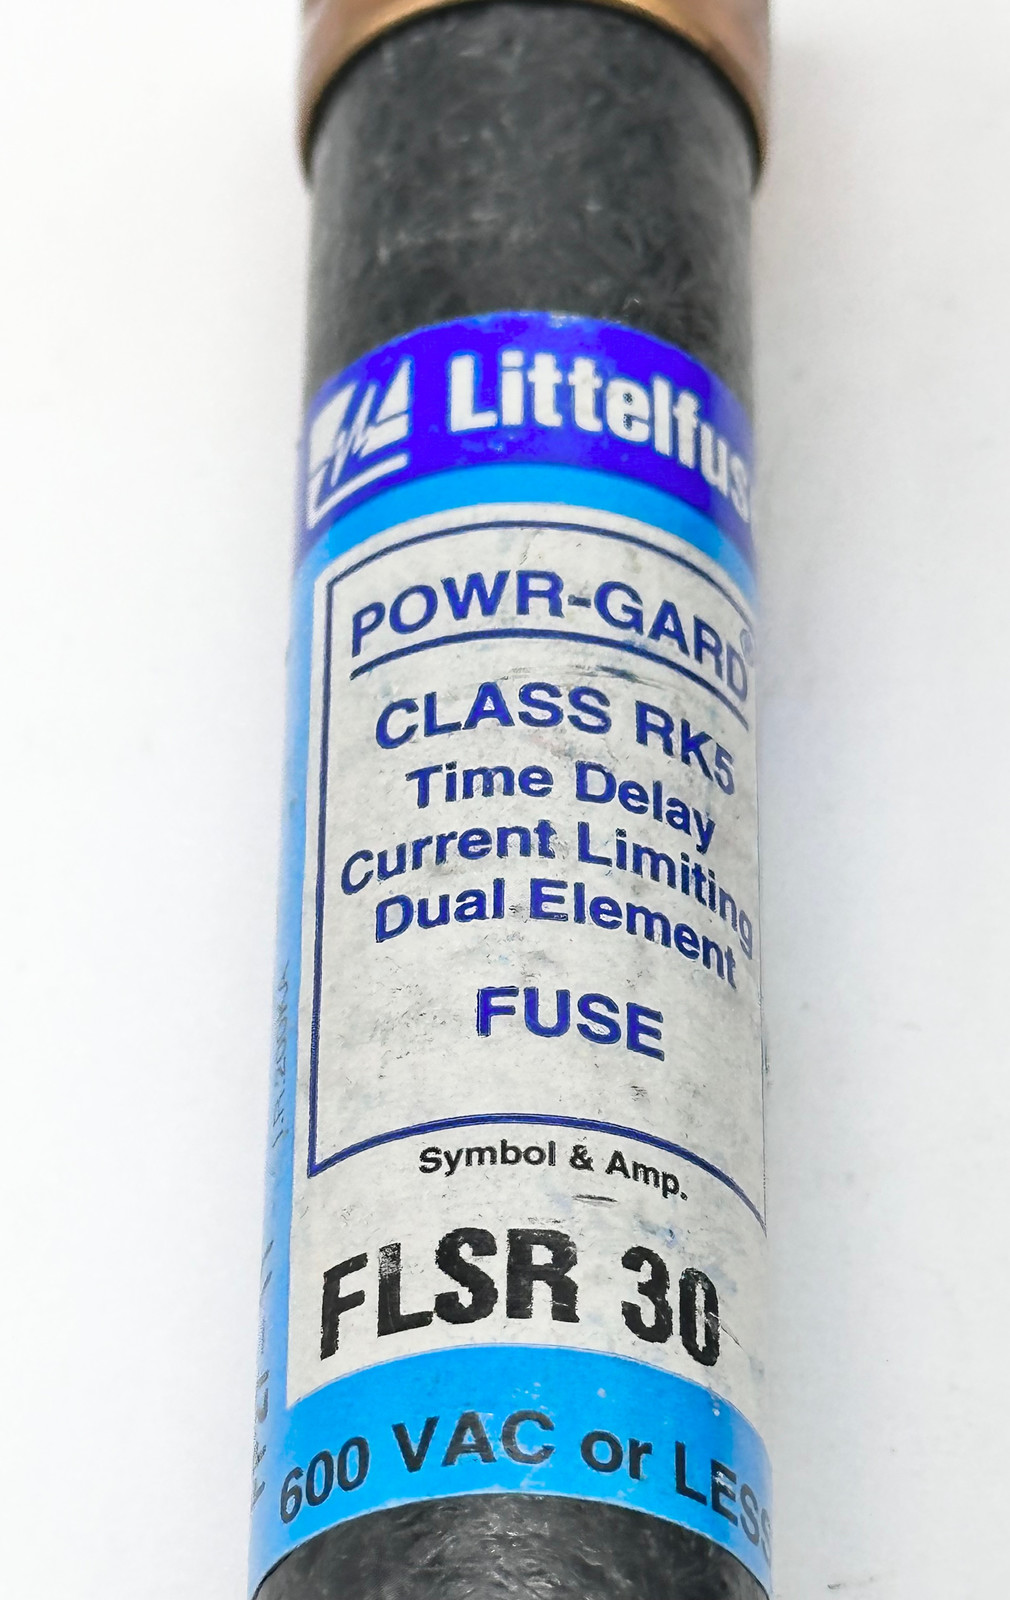 Littelfus
POWR-GARD®
CLASS RK5
Time Delay
Current Limiting
Dual Element
FUSE
Symbol & Amp.
FLSR 30
600 VAC or LESS